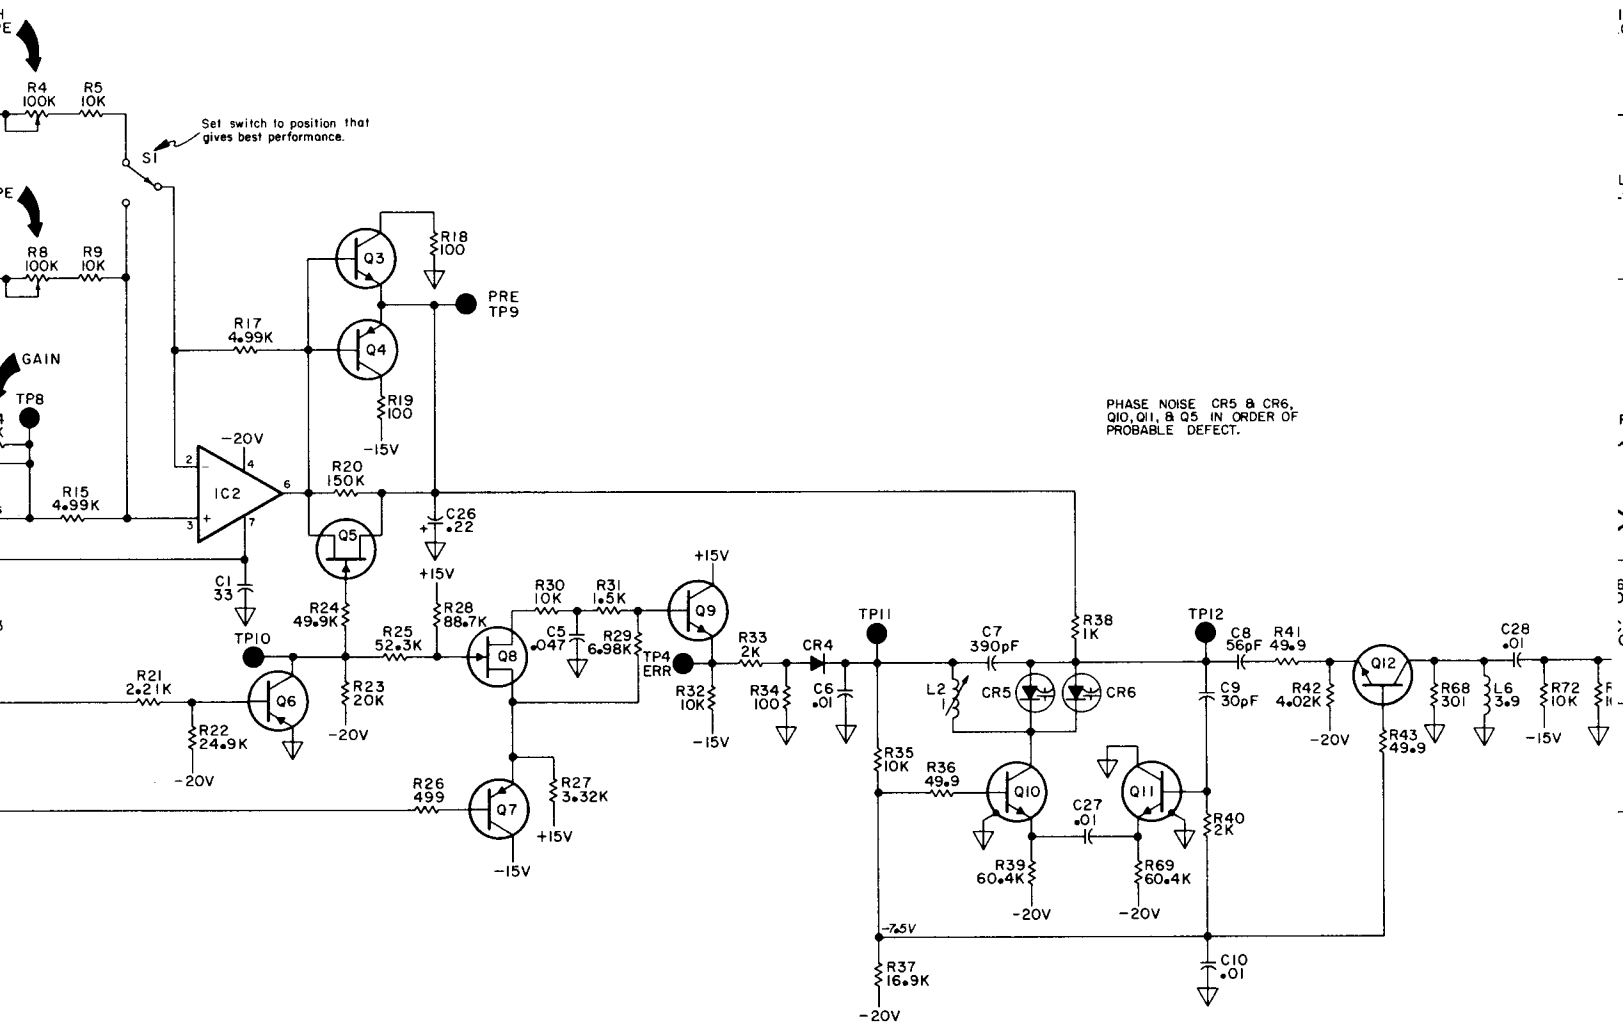 R4
100K
R5
10K
Set switch to position that
gives best performance.
S1
R8
100K
R9
10K
Q3
R18
100
PRE
TP9
R17
4.99K
Q4
GAIN
TP8
R19
100
-15V
PHASE NOISE CR5 & CR6,
Q10, Q11, & Q5 IN ORDER OF
PROBABLE DEFECT.
-20V
2
4
R20
150K
IC2
6
R15
4.99K
3
7
Q5
C26
.22
+
C1
33
+15V
+15V
R24
49.9K
R28
88.7K
R30
10K
R31
1.5K
Q9
TP10
R25
52.3K
C5
.047
R29
6.98K
Q8
TP4
ERR
R33
2K
CR4
TP11
C7
390pF
R38
1K
TP12
C8
56pF
R41
49.9
Q12
C28
.01
R21
2.21K
Q6
R23
20K
R32
10K
R34
100
C6
.01
L2
1
CR5
CR6
C9
30pF
R42
4.02K
R68
301
L6
3.9
R72
10K
R22
24.9K
-20V
-20V
-15V
-20V
-15V
R43
49.9
R35
10K
R36
49.9
Q10
C27
.01
Q11
R40
2K
R26
499
Q7
R27
3.32K
+15V
-15V
R39
60.4K
R69
60.4K
-20V
-20V
-7.5V
R37
16.9K
-20V
C10
.01